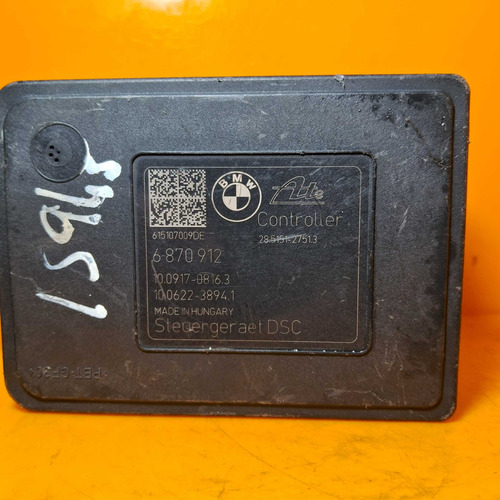 BMW
Ate
Controller
28.5151-2751.3
615107009DE
6 870 912
10.0917-0816.3
10.0622-3894.1
MADE IN HUNGARY
Steuergeraet DSC